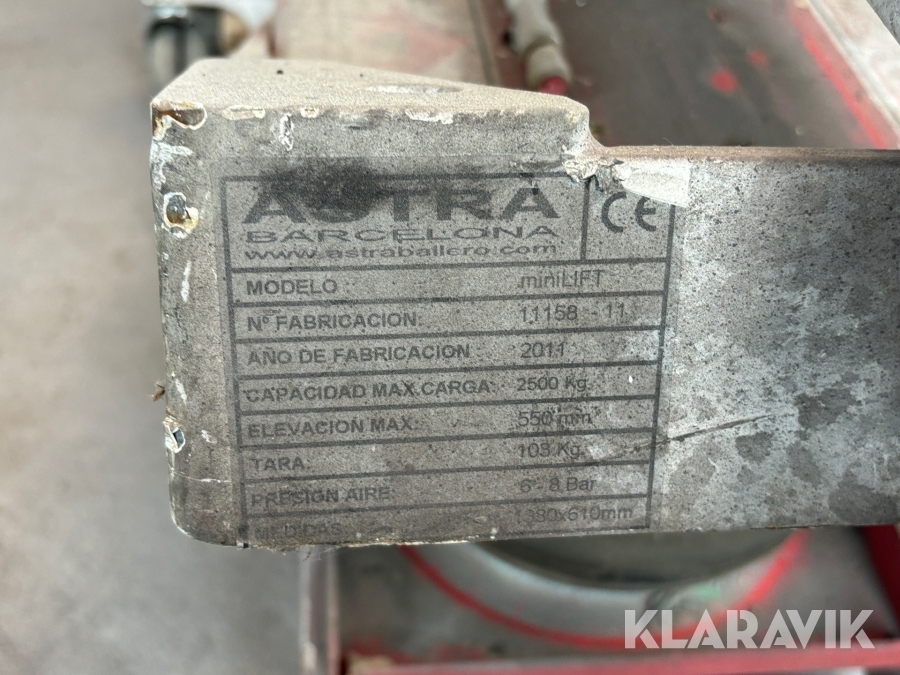 ASTRA
BARCELONA
www.astraballero.com
CE
MODELO miniLIFT
Nº FABRICACION: 11158 - 11
AÑO DE FABRICACION : 2011
CAPACIDAD MAX.CARGA: 2500 Kg.
ELEVACION MAX: 550 mm
TARA: 103 Kg.
PRESION AIRE: 6 - 8 Bar
MEDIDAS 1380x610mm
KLARAVIK